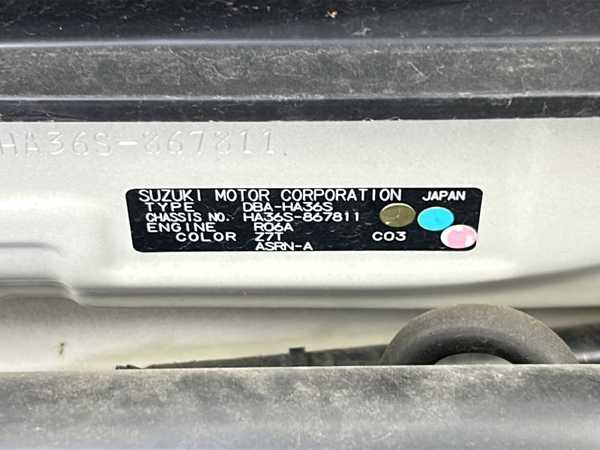 HA36S-867811
SUZUKI MOTOR CORPORATION JAPAN
TYPE DBA-HA36S
CHASSIS NO. HA36S-867811
ENGINE R06A
COLOR Z7T C03
ASRN-A